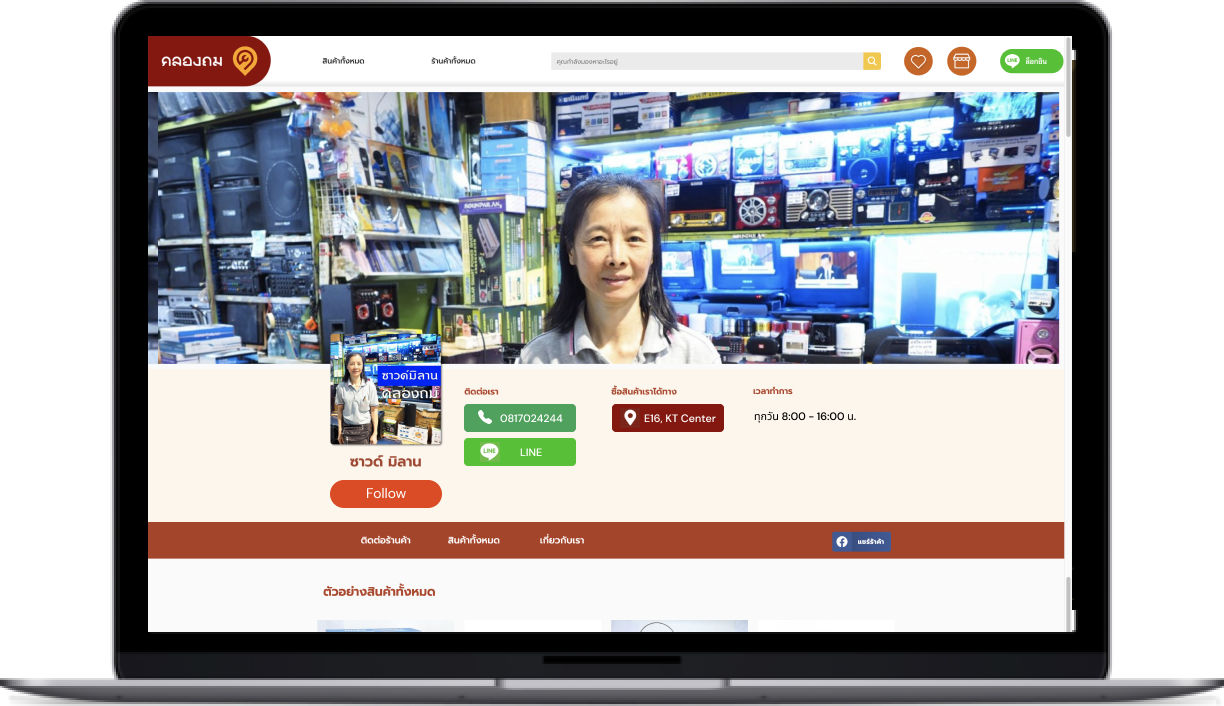 คลองถม
สินค้าทั้งหมด
ร้านค้าทั้งหมด
คุณกำลังมองหาอะไรอยู่
LINE
ล็อกอิน
ซาวด์มิลาน
คลองถม
ซาวด์ มิลาน
Follow
ติดต่อเรา
0817024244
LINE
LINE
ซื้อสินค้าเราได้ทาง
E16, KT Center
เวลาทำการ
ทุกวัน 8:00 - 16:00 น.
ติดต่อร้านค้า
สินค้าทั้งหมด
เกี่ยวกับเรา
แชร์ร้าค้า
ตัวอย่างสินค้าทั้งหมด